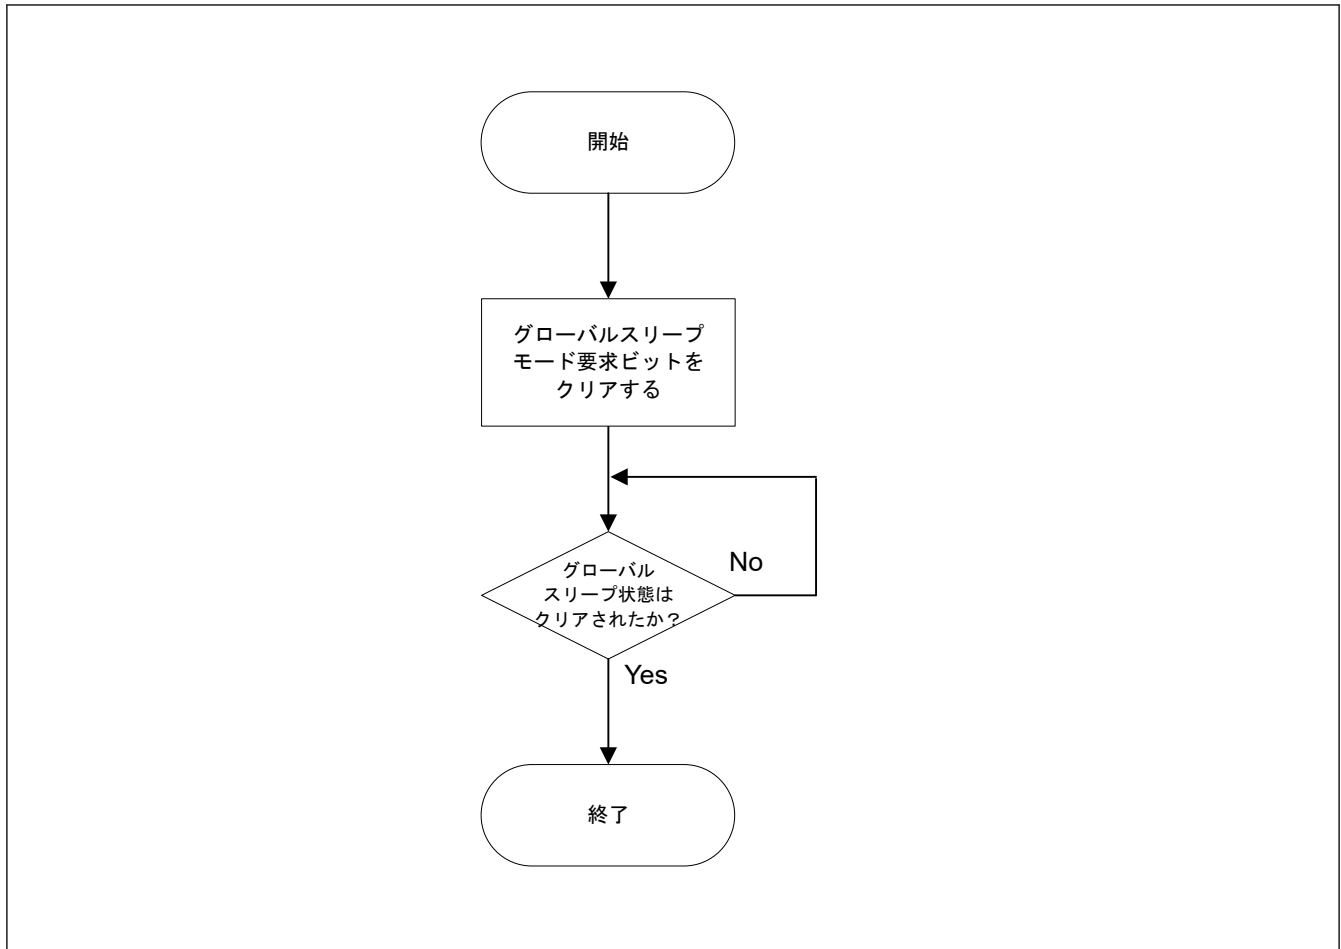 開始
グローバルスリープ
モード要求ビットを
クリアする
No
グローバル
スリープ状態は
クリアされたか？
Yes
終了